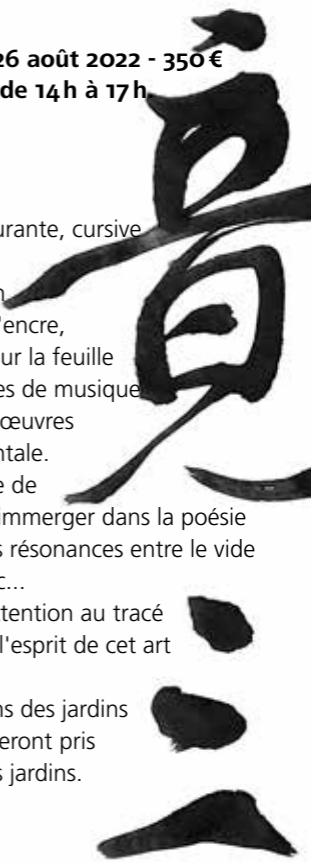 26 août 2022 - 350 €
de 14 h à 17 h
urante, cursive
n
'encre,
ur la feuille
es de musique
œuvres
ntale.
e de
immerger dans la poésie
s résonances entre le vide
c...
ttention au tracé
l'esprit de cet art
ns des jardins
eront pris
s jardins.